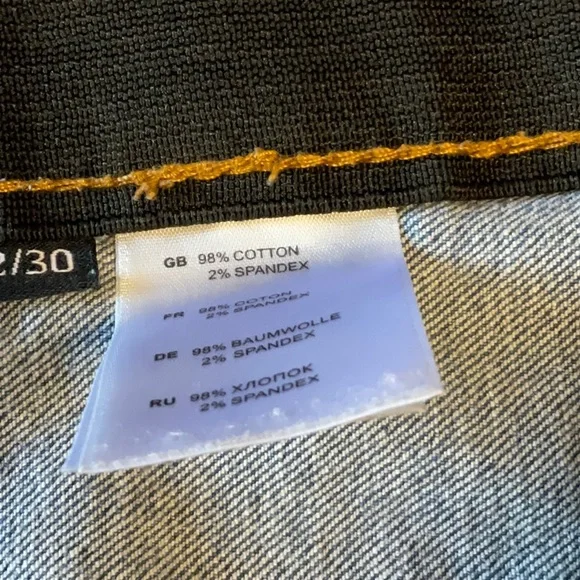 2/30
GB 98% COTTON
2% SPANDEX
FR 98% COTON
2% SPANDEX
DE 98% BAUMWOLLE
2% SPANDEX
RU 98% ХЛОПОК
2% SPANDEX